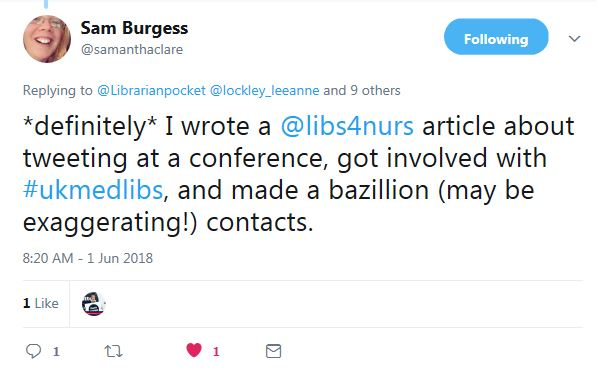 Sam Burgess
@samanthaclare
Following
Replying to @Librarianpocket @lockley_leeanne and 9 others
*definitely* I wrote a @libs4nurs article about
tweeting at a conference, got involved with
#ukmedlibs, and made a bazillion (may be
exaggerating!) contacts.
8:20 AM - 1 Jun 2018
1 Like
1 1